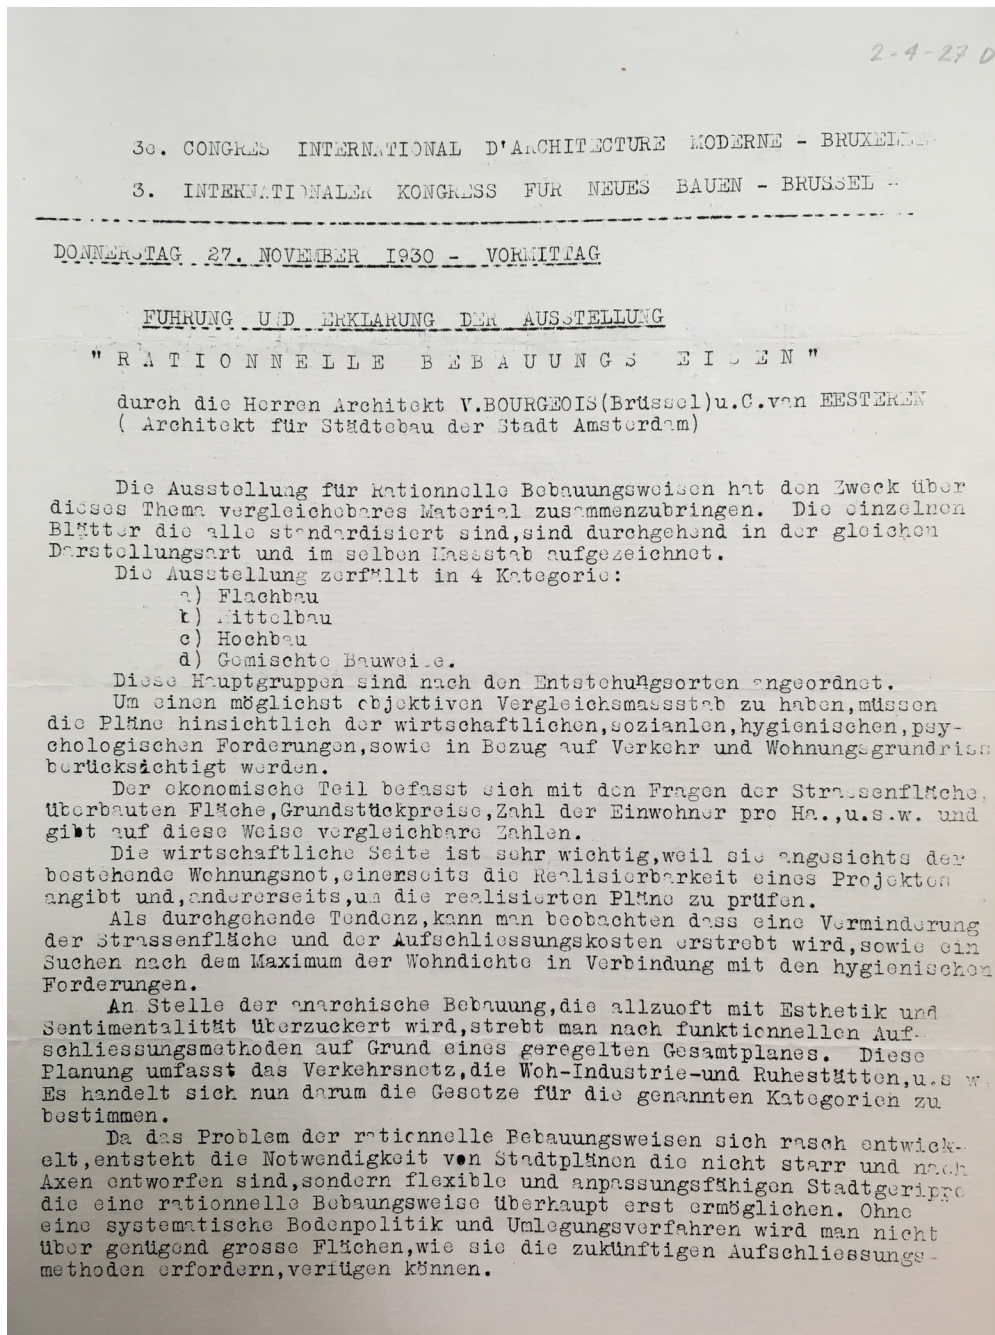 2-4-27 D
3e. CONGRES INTERNATIONAL D'ARCHITECTURE MODERNE - BRUXELLES
3. INTERNATIONALER KONGRESS FUR NEUES BAUEN - BRUSSEL -
DONNERSTAG 27. NOVEMBER 1930 - VORMITTAG
FUHRUNG UND ERKLARUNG DER AUSSTELLUNG
"RATIONNELLE BEBAUUNGSWEISEN"
durch die Herren Architekt V.BOURGEOIS(Brüssel)u.C.van EESTEREN
( Architekt für Städtebau der Stadt Amsterdam)
Die Ausstellung für Rationnelle Bebauungsweisen hat den Zweck über
dieses Thema vergleichebares Material zusammenzubringen. Die einzelnen
Blätter die alle standardisiert sind,sind durchgehend in der gleichen
Darstellungsart und im selben Massstab aufgezeichnet.
Die Ausstellung zerfällt in 4 Kategorie:
a) Flachbau
b) Mittelbau
c) Hochbau
d) Gemischte Bauweise.
Diese Hauptgruppen sind nach den Entstehungsorten angeordnet.
Um einen möglichst objektiven Vergleichsmassstab zu haben,müssen
die Pläne hinsichtlich der wirtschaftlichen,sozianlen,hygienischen,psy-
chologischen Forderungen,sowie in Bezug auf Verkehr und Wohnungsgrundriss
berücksichtigt werden.
Der ekonomische Teil befasst sich mit den Fragen der Strassenfläche,
überbauten Fläche,Grundstückpreise,Zahl der Einwohner pro Ha.,u.s.w. und
gibt auf diese Weise vergleichbare Zahlen.
Die wirtschaftliche Seite ist sehr wichtig,weil sie angesichts der
bestehende Wohnungsnot,einerseits die Realisierbarkeit eines Projektes
angibt und,andererseits,um die realisierten Pläne zu prüfen.
Als durchgehende Tendenz,kann man beobachten dass eine Verminderung
der Strassenfläche und der Aufschliessungskosten erstrebt wird,sowie ein
Suchen nach dem Maximum der Wohndichte in Verbindung mit den hygienischen
Forderungen.
An Stelle der anarchische Bebauung,die allzuoft mit Esthetik und
Sentimentalität überzuckert wird,strebt man nach funktionnellen Auf-
schliessungsmethoden auf Grund eines geregelten Gesamtplanes. Diese
Planung umfasst das Verkehrsnetz,die Woh-Industrie-und Ruhestätten,u.s w.
Es handelt sich nun darum die Gesetze für die genannten Kategorien zu
bestimmen.
Da das Problem der rationnelle Bebauungsweisen sich rasch entwick-
elt,entsteht die Notwendigkeit von Stadtplänen die nicht starr und nach
Axen entworfen sind,sondern flexible und anpassungsfähigen Stadtgerippe
die eine rationnelle Bebaungsweise überhaupt erst ermöglichen. Ohne
eine systematische Bodenpolitik und Umlegungsverfahren wird man nicht
über genügend grosse Flächen,wie sie die zukünftigen Aufschliessungs-
methoden erfordern,verfügen können.